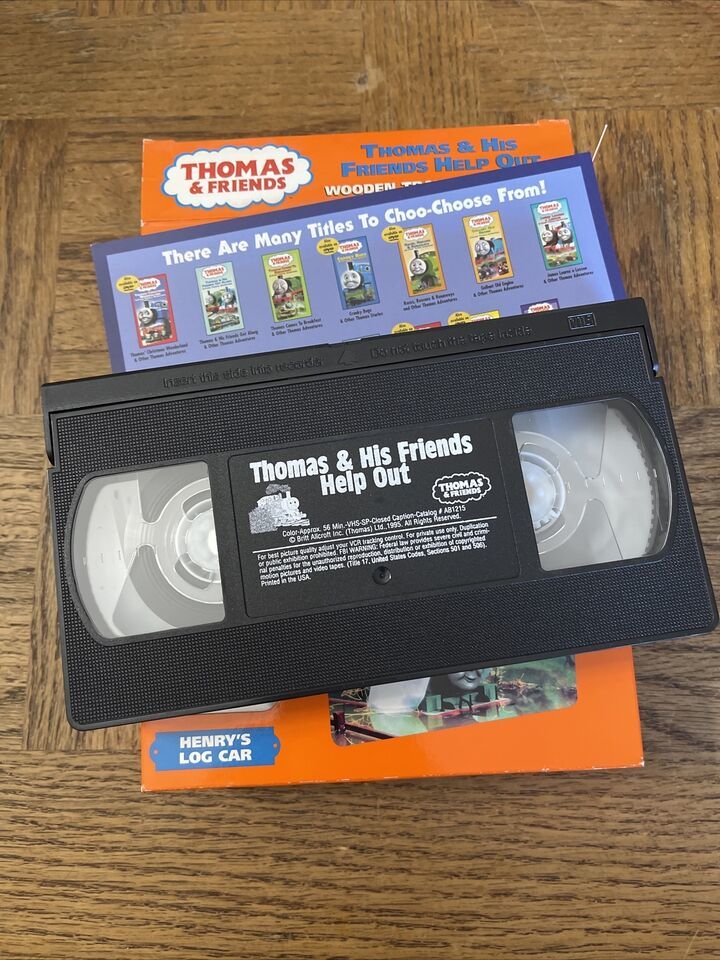 THOMAS
& FRIENDS
THOMAS & HIS
FRIENDS HELP OUT
WOODEN
There Are Many Titles To Choo-Choose From!
Thomas' Christmas Wonderland
& Other Thomas Adventures
Thomas & His Friends Get Along
& Other Thomas Adventures
Thomas Comes To Breakfast
& Other Thomas Adventures
Cranky Bugs
& Other Thomas Stories
Races, Rescues & Runaways
and Other Thomas Adventures
Gallant Old Engine
& Other Thomas Adventures
James Learns a Lesson
& Other Thomas Adventures
Insert this side into recorder
Do not touch the tape inside
VHS
Thomas & His Friends
Help Out
THOMAS
& FRIENDS
Color-Approx. 56 Min.-VHS-SP-Closed Caption-Catalog # AB1215
© Britt Allcroft Inc. (Thomas) Ltd., 1995. All Rights Reserved.
For best picture quality adjust your VCR tracking control. For private use only. Duplication
or public exhibition prohibited. FBI WARNING: Federal law provides severe civil and crimi-
nal penalties for the unauthorized reproduction, distribution or exhibition of copyrighted
motion pictures and video tapes. (Title 17, United States Codes, Sections 501 and 506).
Printed in the USA.
HENRY'S
LOG CAR